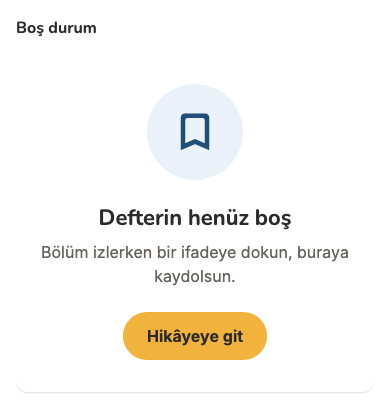 Boş durum
Defterin henüz boş
Bölüm izlerken bir ifadeye dokun, buraya
kaydolsun.
Hikâyeye git